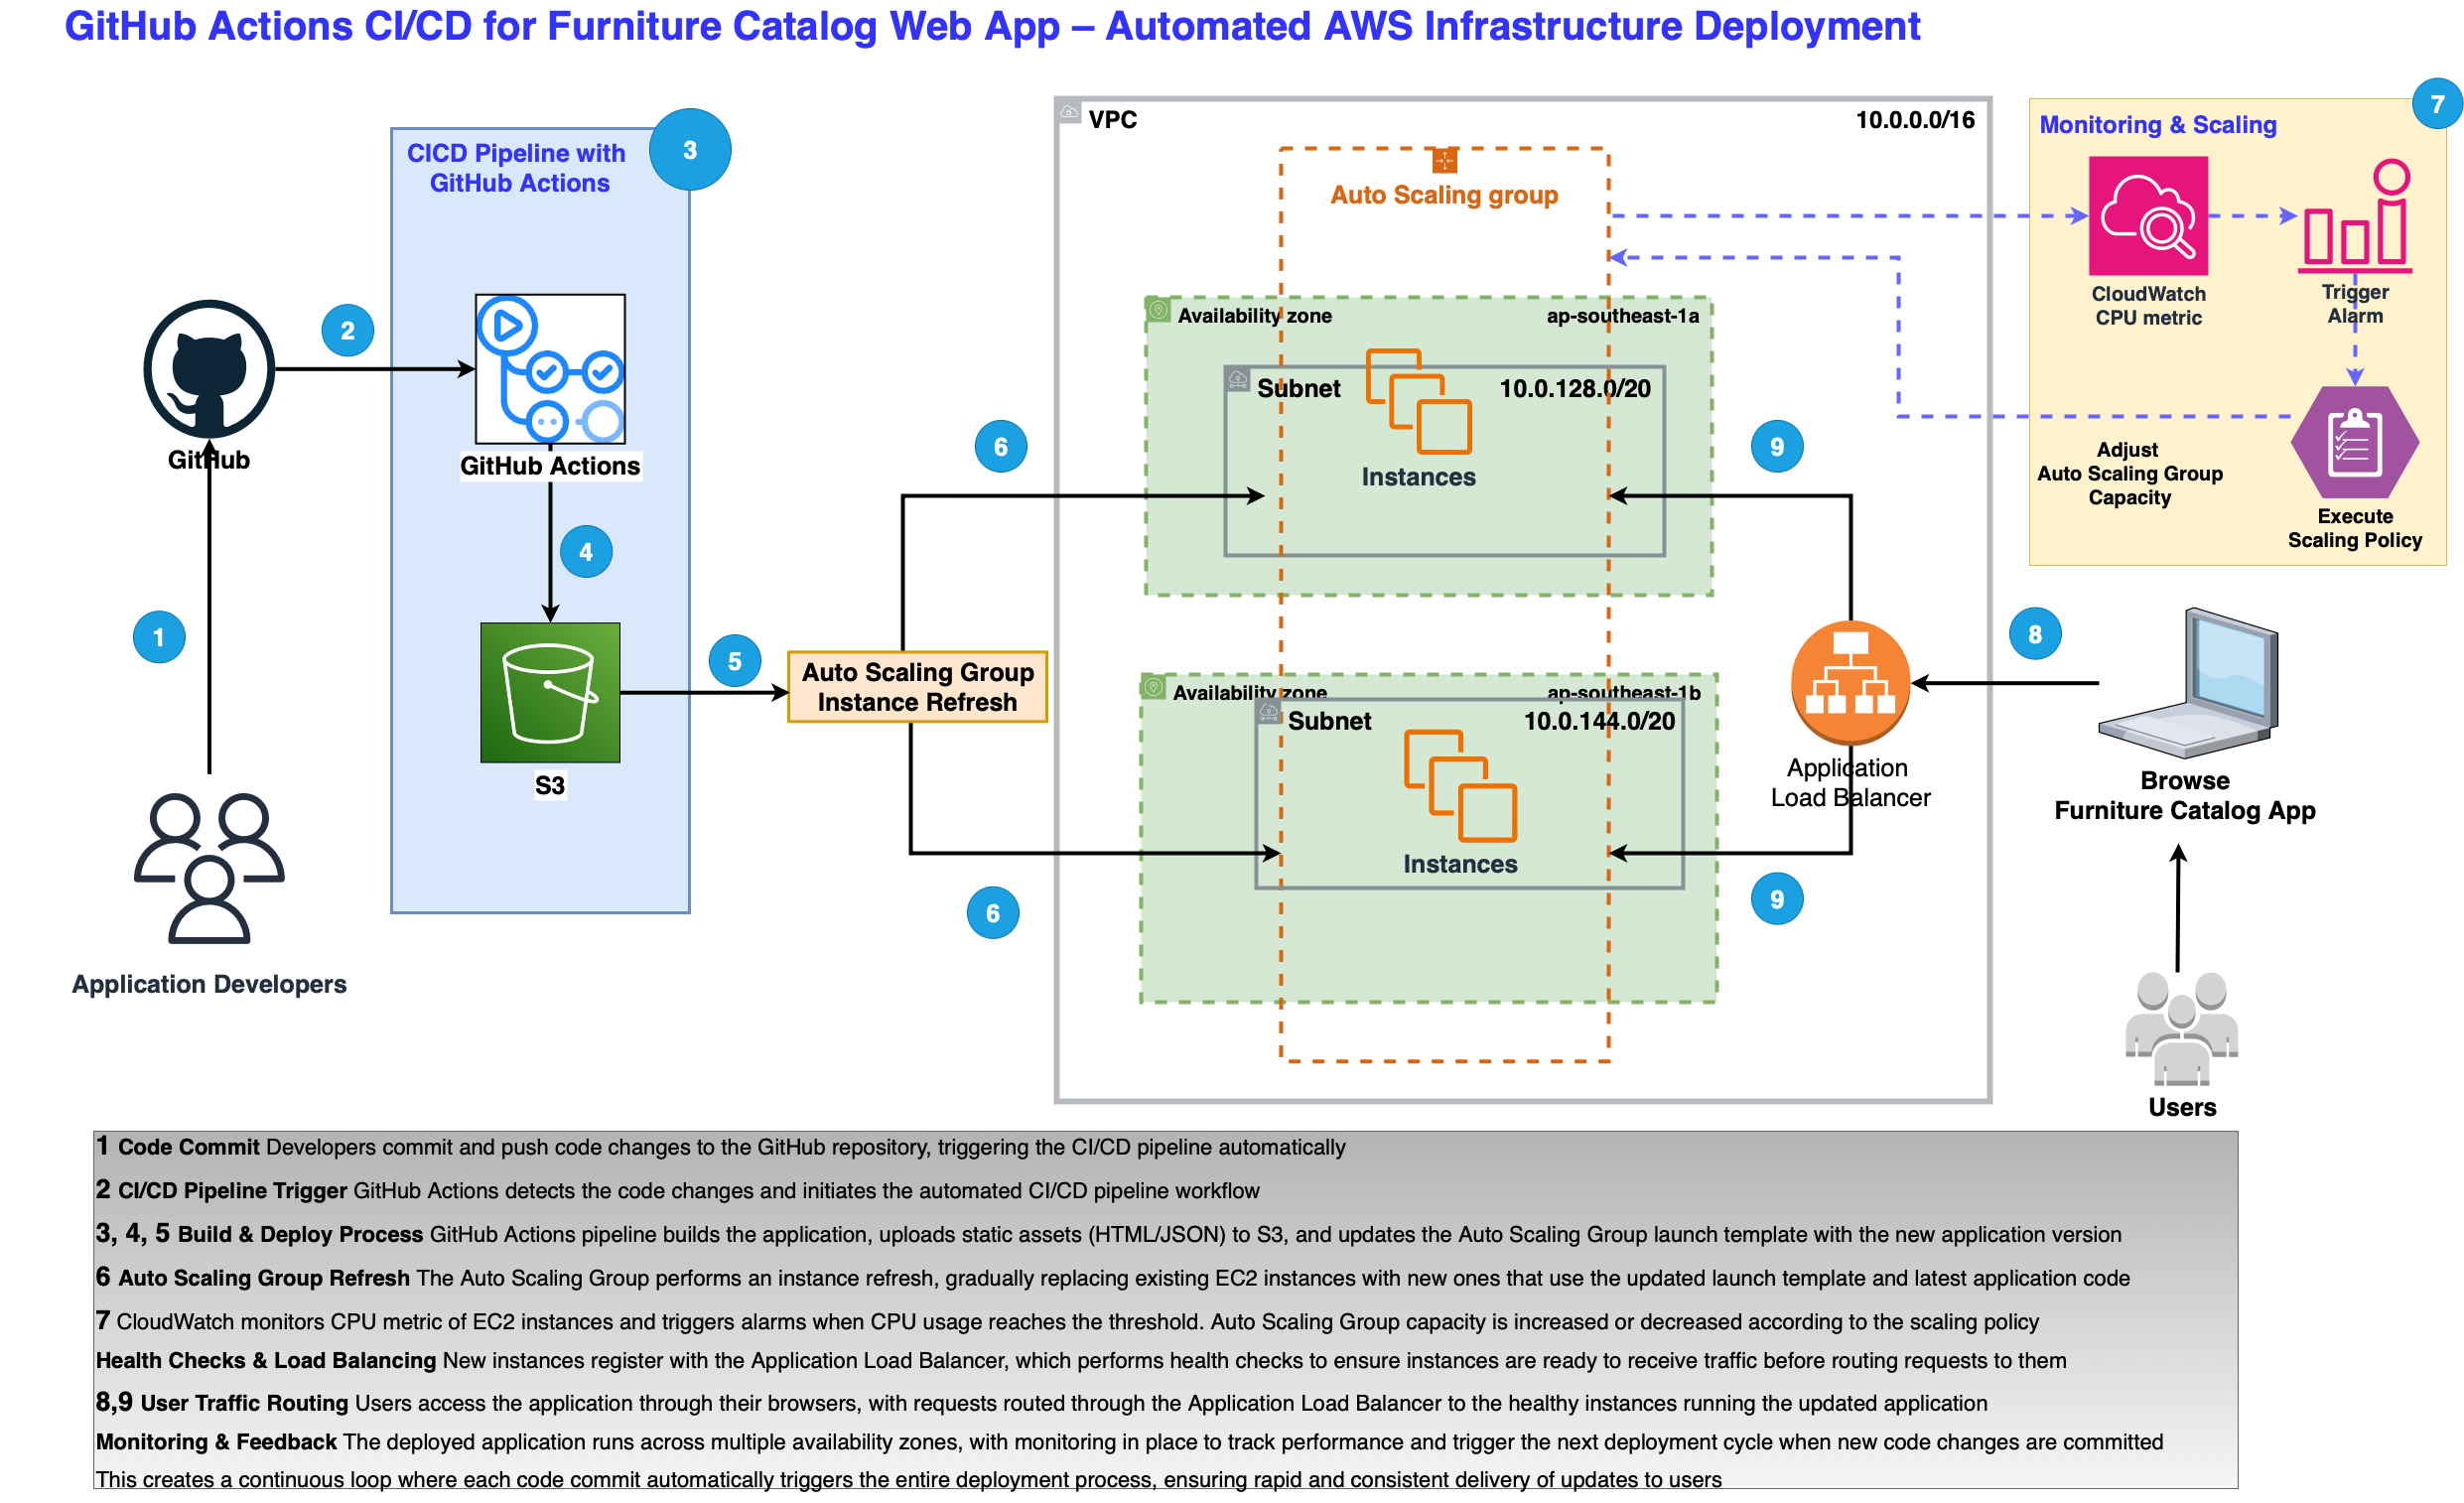 GitHub Actions CI/CD for Furniture Catalog Web App – Automated AWS Infrastructure Deployment
CICD Pipeline with
GitHub Actions
3
VPC
10.0.0.0/16
Auto Scaling group
7
Monitoring & Scaling
CloudWatch
CPU metric
Trigger
Alarm
Adjust
Auto Scaling Group
Capacity
Execute
Scaling Policy
2
GitHub
GitHub Actions
Availability zone
ap-southeast-1a
Subnet
10.0.128.0/20
Instances
6
9
4
1
5
S3
Auto Scaling Group
Instance Refresh
Availability zone
ap-southeast-1b
Subnet
10.0.144.0/20
Instances
6
9
Application
Load Balancer
8
Browse
Furniture Catalog App
Application Developers
Users
1 Code Commit Developers commit and push code changes to the GitHub repository, triggering the CI/CD pipeline automatically
2 CI/CD Pipeline Trigger GitHub Actions detects the code changes and initiates the automated CI/CD pipeline workflow
3, 4, 5 Build & Deploy Process GitHub Actions pipeline builds the application, uploads static assets (HTML/JSON) to S3, and updates the Auto Scaling Group launch template with the new application version
6 Auto Scaling Group Refresh The Auto Scaling Group performs an instance refresh, gradually replacing existing EC2 instances with new ones that use the updated launch template and latest application code
7 CloudWatch monitors CPU metric of EC2 instances and triggers alarms when CPU usage reaches the threshold. Auto Scaling Group capacity is increased or decreased according to the scaling policy
Health Checks & Load Balancing New instances register with the Application Load Balancer, which performs health checks to ensure instances are ready to receive traffic before routing requests to them
8,9 User Traffic Routing Users access the application through their browsers, with requests routed through the Application Load Balancer to the healthy instances running the updated application
Monitoring & Feedback The deployed application runs across multiple availability zones, with monitoring in place to track performance and trigger the next deployment cycle when new code changes are committed
This creates a continuous loop where each code commit automatically triggers the entire deployment process, ensuring rapid and consistent delivery of updates to users